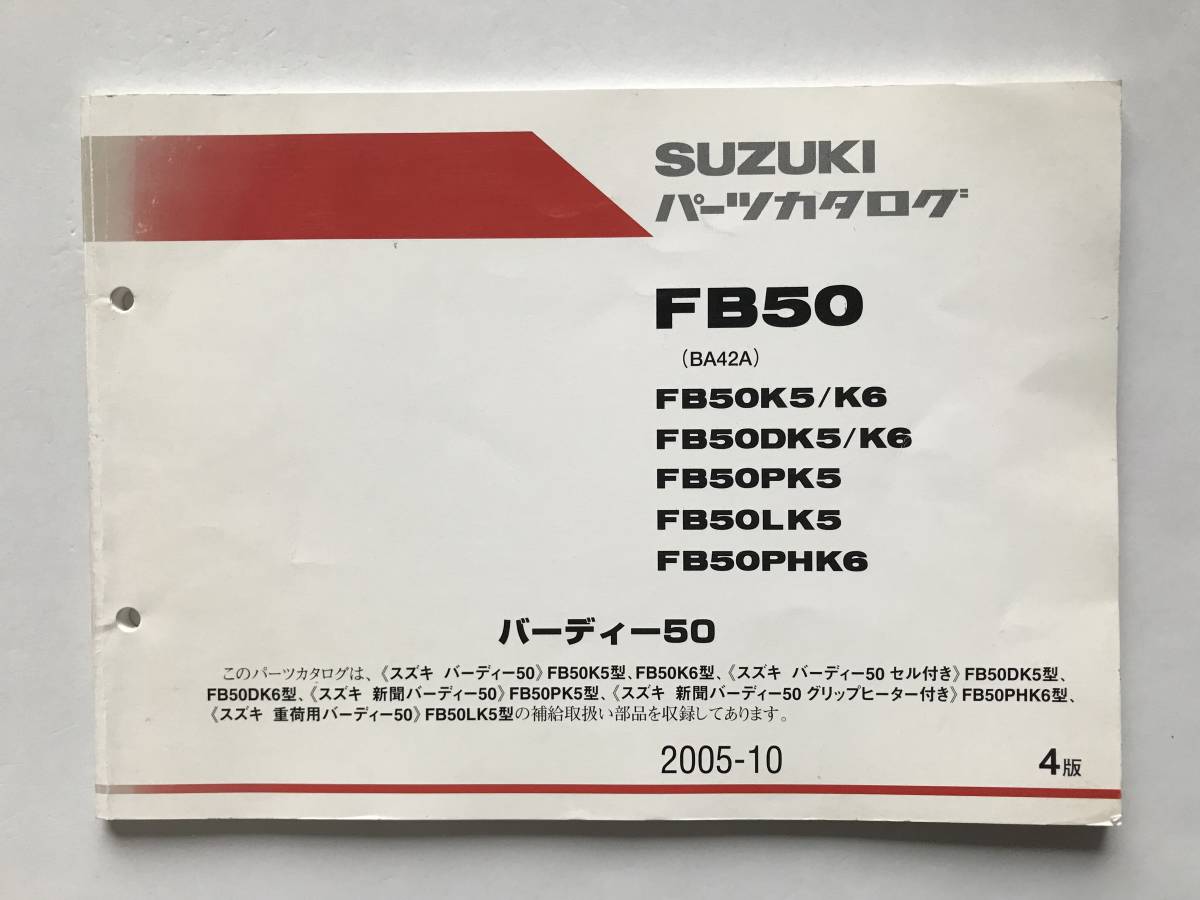 SUZUKI
パーツカタログ
FB50
(BA42A)
FB50K5/K6
FB50DK5/K6
FB50PK5
FB50LK5
FB50PHK6
バーディー50
このパーツカタログは、《スズキ バーディー50》FB50K5型、FB50K6型、《スズキ バーディー50 セル付き》FB50DK5型、
FB50DK6型、《スズキ 新聞バーディー50》FB50PK5型、《スズキ 新聞バーディー50 グリップヒーター付き》FB50PHK6型、
《スズキ 重荷用バーディー50》FB50LK5型の補給取扱い部品を収録してあります。
2005-10
4版